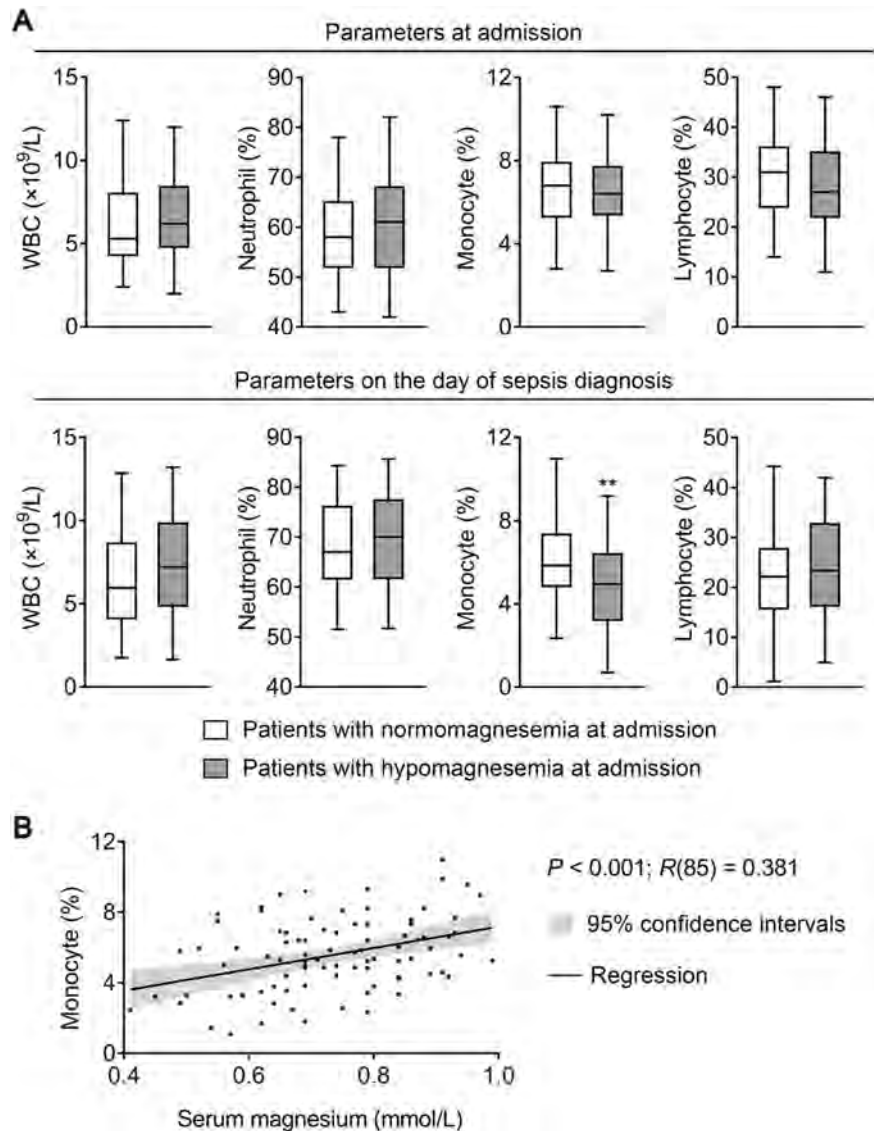 A
Parameters at admission
WBC (×10⁹/L)
15
10
5
0
Neutrophil (%)
90
80
70
60
50
40
Monocyte (%)
12
8
4
0
Lymphocyte (%)
50
40
30
20
10
0
Parameters on the day of sepsis diagnosis
WBC (×10⁹/L)
15
10
5
0
Neutrophil (%)
90
80
70
60
50
40
Monocyte (%)
12
8
4
0
**
Lymphocyte (%)
50
40
30
20
10
0
Patients with normomagnesemia at admission
Patients with hypomagnesemia at admission
B
Monocyte (%)
12
8
4
0
0.4 0.6 0.8 1.0
Serum magnesium (mmol/L)
P < 0.001; R(85) = 0.381
95% confidence intervals
Regression